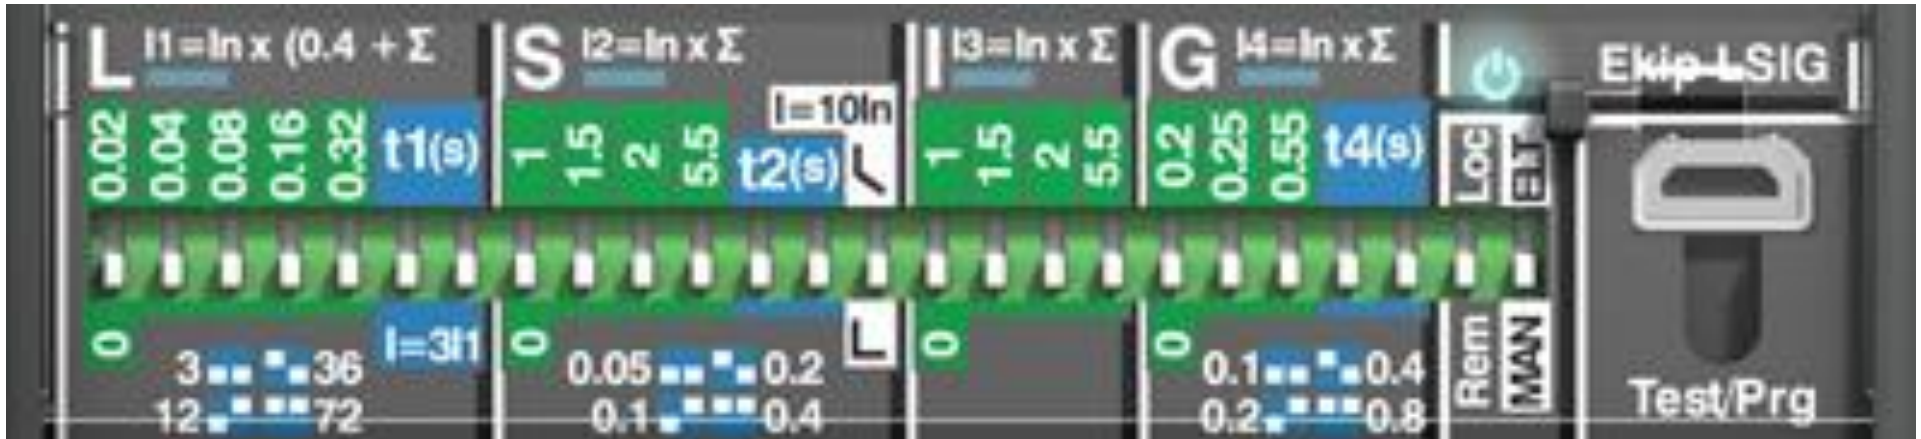 L I1=In x (0.4 + Σ
0.02 0.04 0.08 0.16 0.32 t1(s)
0
I=3I1
3 36
12 72
S I2=In x Σ
I=10In
1 1.5 2 5.5 t2(s)
0
0.05 0.2
0.1 0.4
I I3=In x Σ
1 1.5 2 5.5
0
G I4=In x Σ
0.2 0.25 0.55 t4(s)
0
0.1 0.4
0.2 0.8
Ekip LSIG
Loc
Rem
MAN
Test/Prg